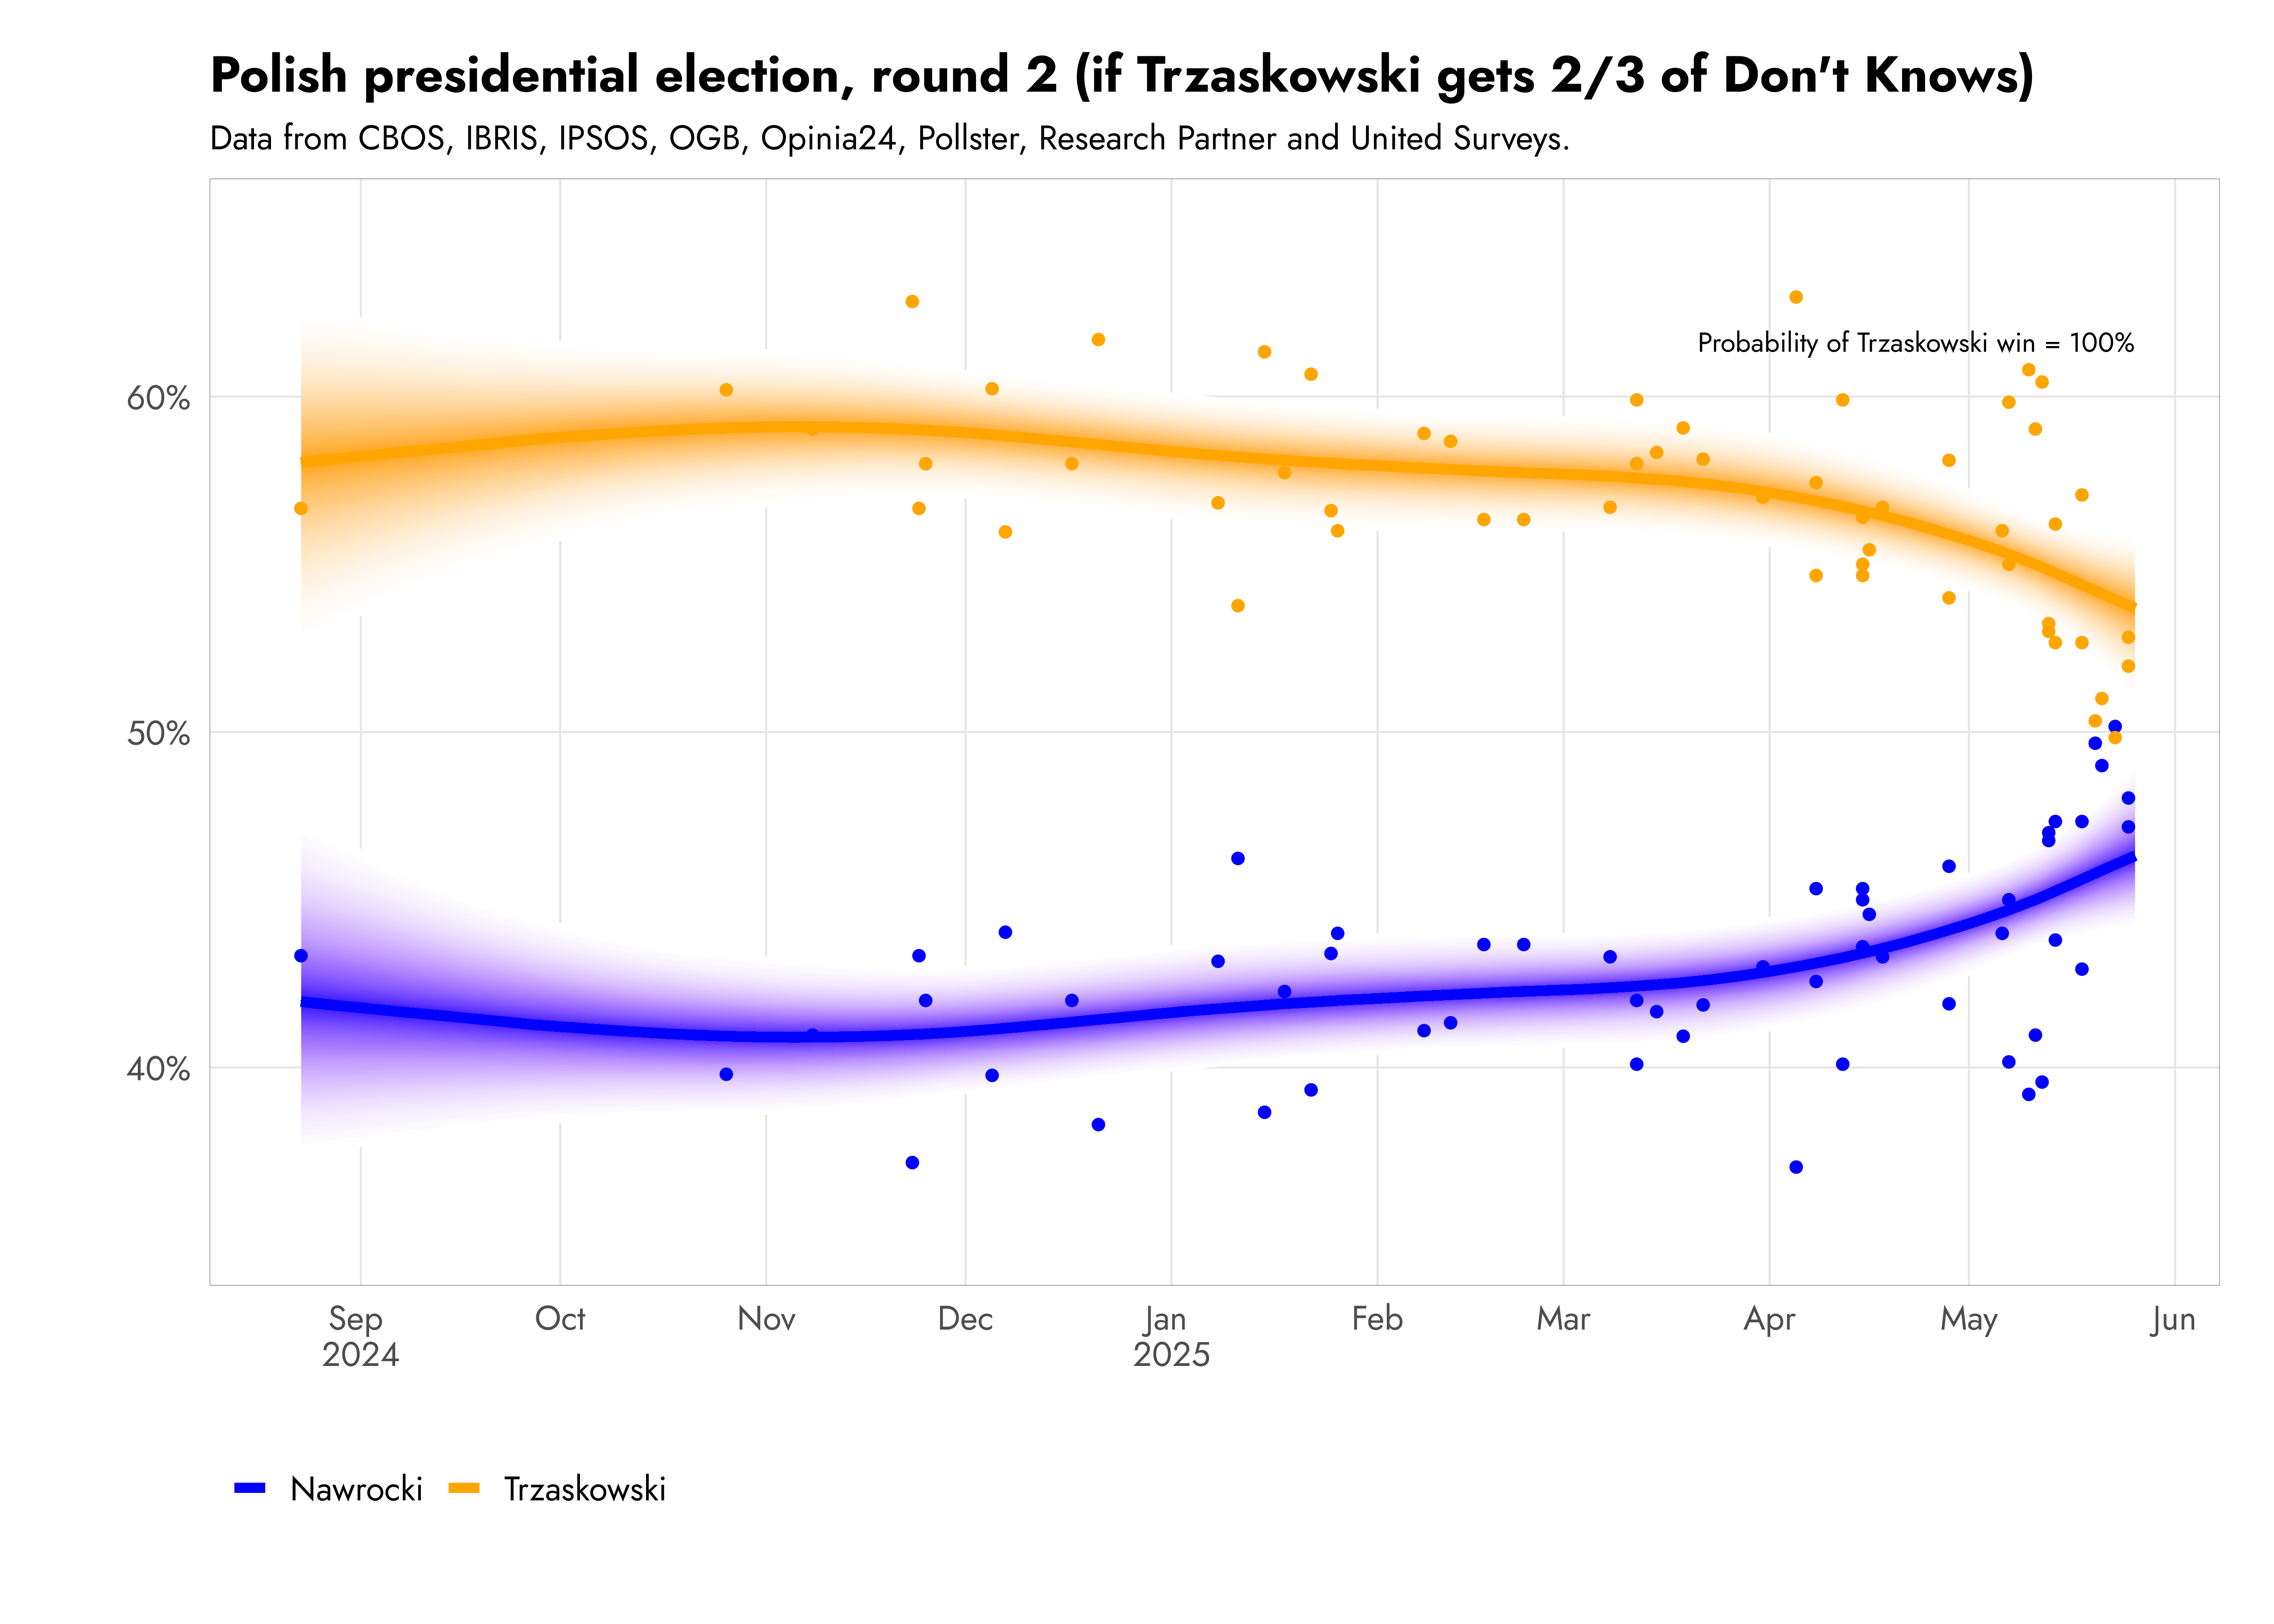 Polish presidential election, round 2 (if Trzaskowski gets 2/3 of Don't Knows)
Data from CBOS, IBRIS, IPSOS, OGB, Opinia24, Pollster, Research Partner and United Surveys.
Probability of Trzaskowski win = 100%
60%
50%
40%
Sep Oct Nov Dec Jan Feb Mar Apr May Jun
2024 2025
Nawrocki Trzaskowski